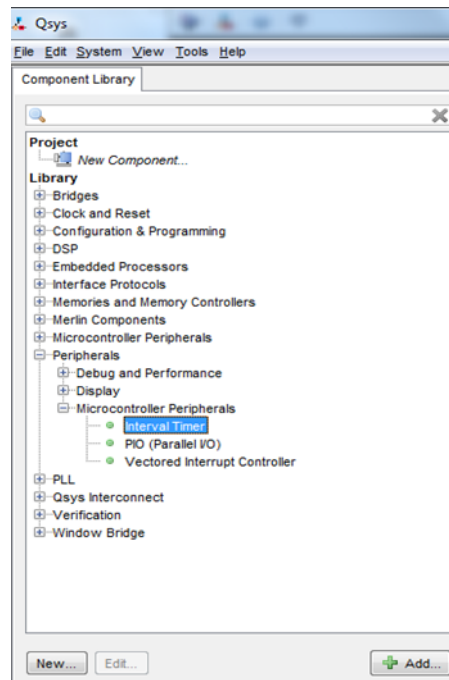 Qsys
File Edit System View Tools Help
Component Library
Project
New Component...
Library
Bridges
Clock and Reset
Configuration & Programming
DSP
Embedded Processors
Interface Protocols
Memories and Memory Controllers
Merlin Components
Microcontroller Peripherals
Peripherals
Debug and Performance
Display
Microcontroller Peripherals
Interval Timer
PIO (Parallel I/O)
Vectored Interrupt Controller
PLL
Qsys Interconnect
Verification
Window Bridge
New... Edit... Add...